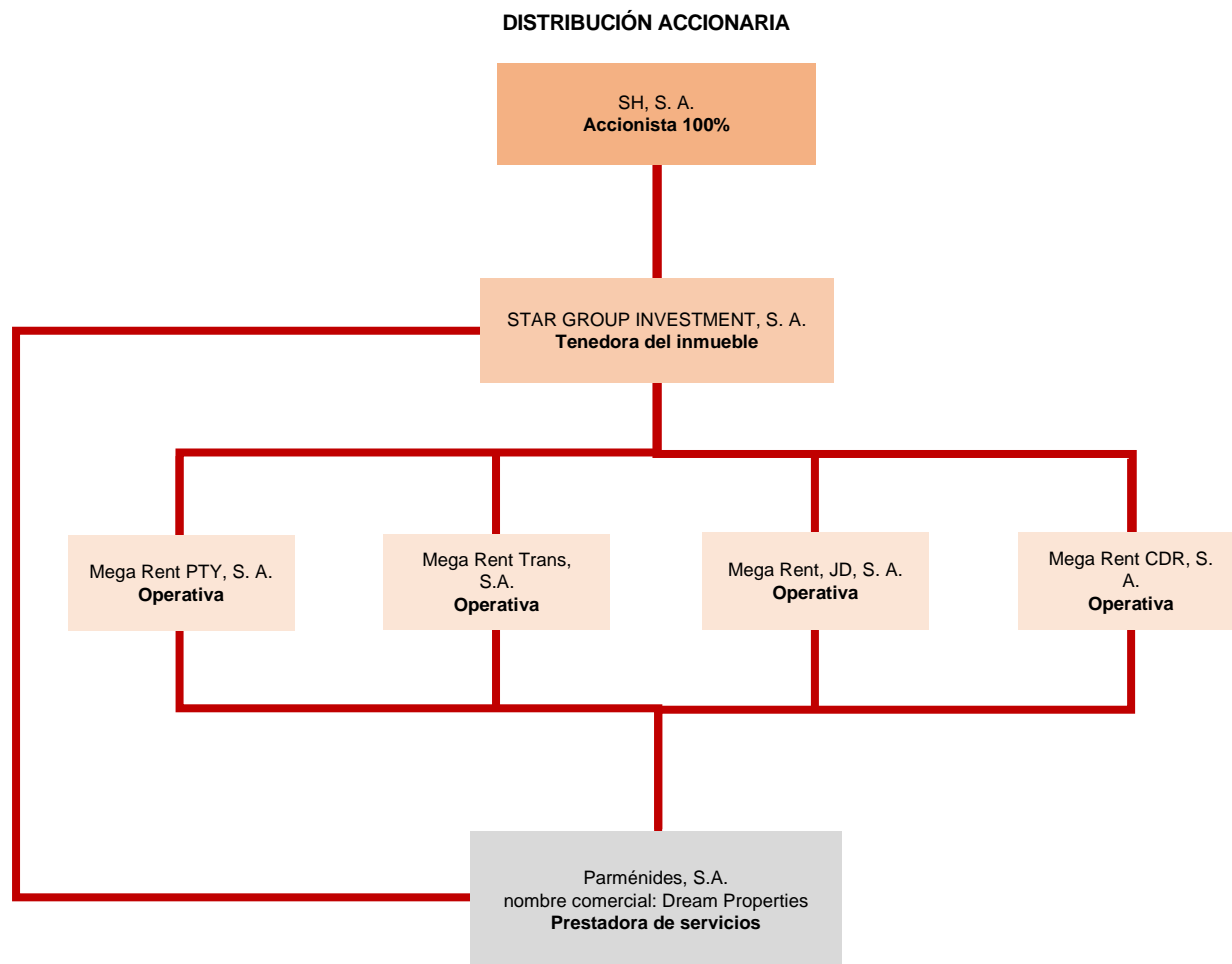 DISTRIBUCIÓN ACCIONARIA
SH, S. A.
Accionista 100%
STAR GROUP INVESTMENT, S. A.
Tenedora del inmueble
Mega Rent PTY, S. A.
Operativa
Mega Rent Trans,
S.A.
Operativa
Mega Rent, JD, S. A.
Operativa
Mega Rent CDR, S.
A.
Operativa
Parménides, S.A.
nombre comercial: Dream Properties
Prestadora de servicios